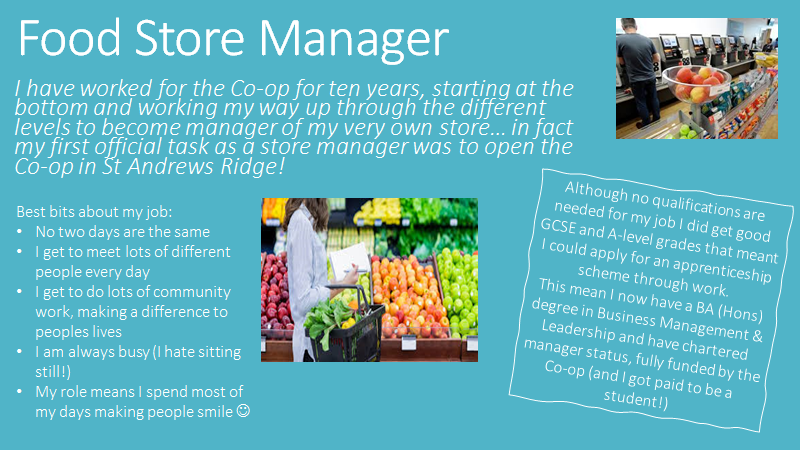 Food Store Manager
I have worked for the Co-op for ten years, starting at the
bottom and working my way up through the different
levels to become manager of my very own store... in fact
my first official task as a store manager was to open the
Co-op in St Andrews Ridge!
Best bits about my job:
• No two days are the same
• I get to meet lots of different
people every day
• I get to do lots of community
work, making a difference to
peoples lives
• I am always busy (I hate sitting
still!)
• My role means I spend most of
my days making people smile ☺
Although no qualifications are
needed for my job I did get good
GCSE and A-level grades that meant
I could apply for an apprenticeship
scheme through work.
This mean I now have a BA (Hons)
degree in Business Management &
Leadership and have chartered
manager status, fully funded by the
Co-op (and I got paid to be a
student!)